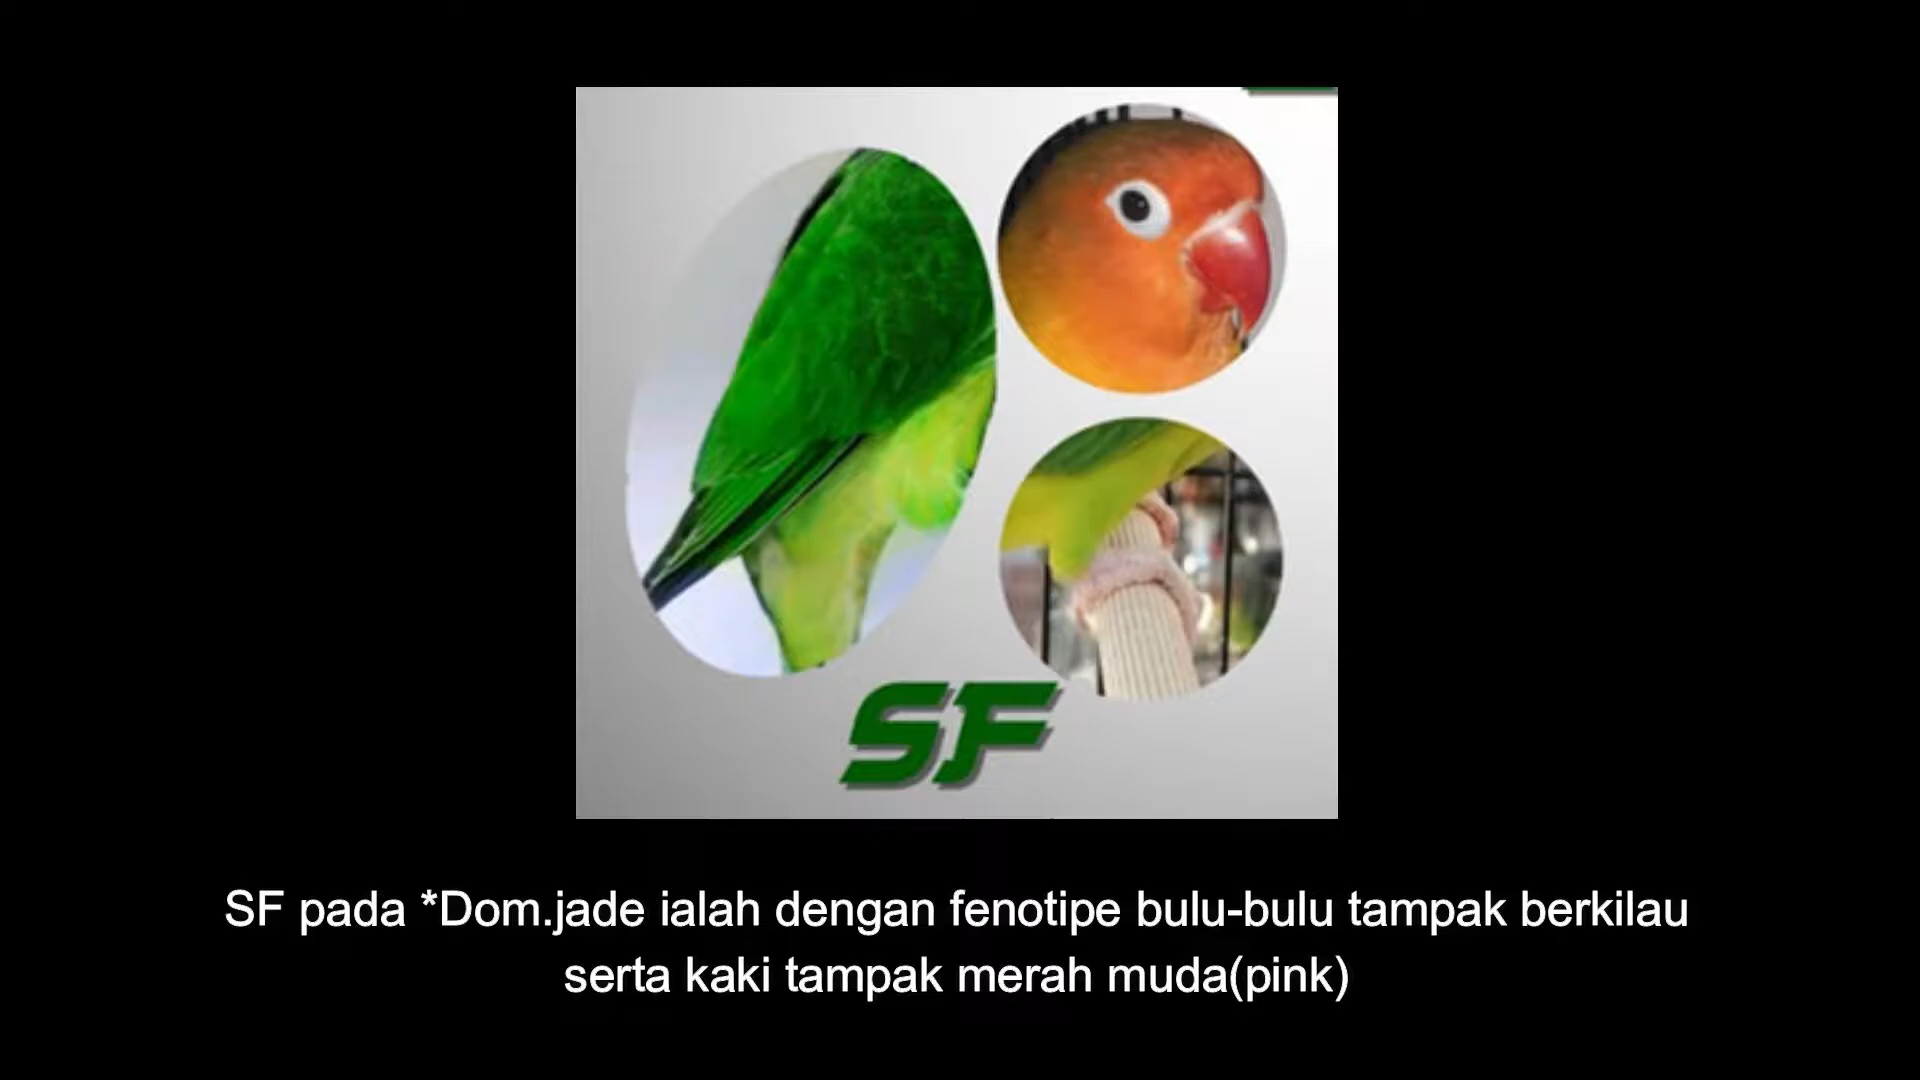 SF
SF pada *Dom.jade ialah dengan fenotipe bulu-bulu tampak berkilau
serta kaki tampak merah muda(pink)